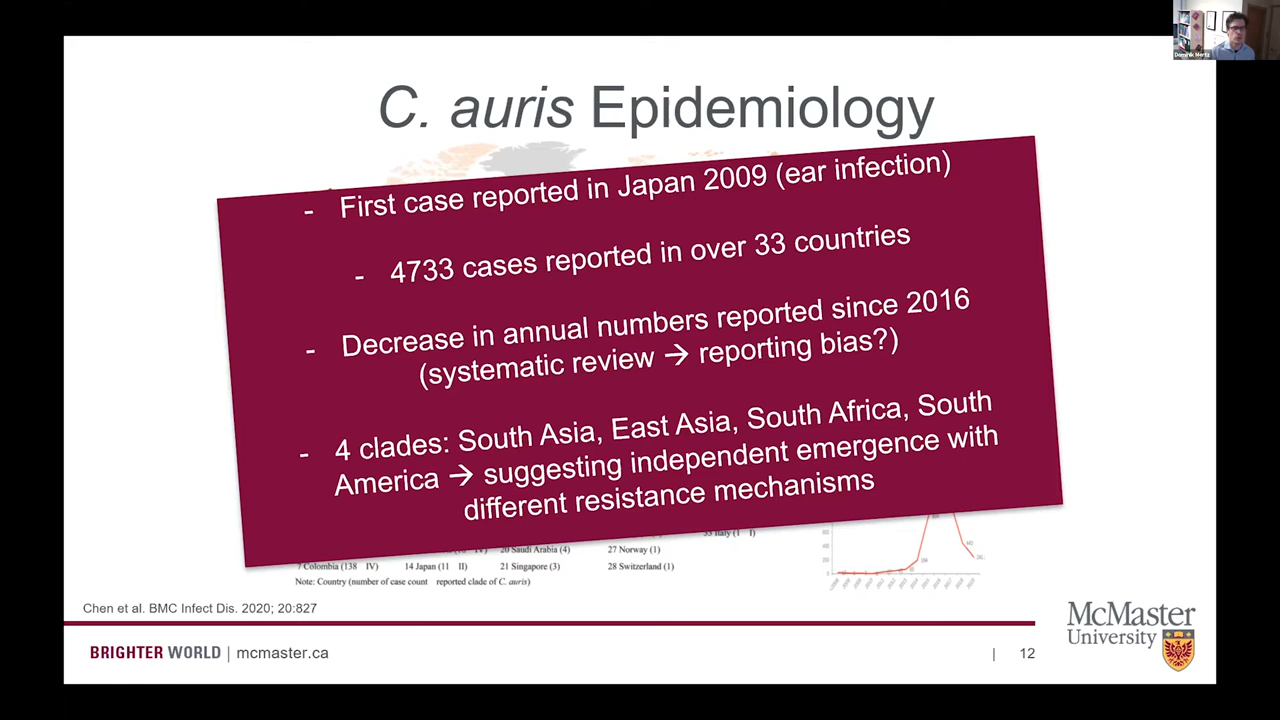 Dominik Mertz
C. auris Epidemiology
- First case reported in Japan 2009 (ear infection)
- 4733 cases reported in over 33 countries
- Decrease in annual numbers reported since 2016
(systematic review → reporting bias?)
- 4 clades: South Asia, East Asia, South Africa, South
America → suggesting independent emergence with
different resistance mechanisms
20 Saudi Arabia (4) 27 Norway (1)
7 Colombia (138 IV) 14 Japan (11 II) 21 Singapore (3) 28 Switzerland (1)
Note: Country (number of case count reported clade of C. auris)
Chen et al. BMC Infect Dis. 2020; 20:827
BRIGHTER WORLD | mcmaster.ca
| 12
McMaster
University